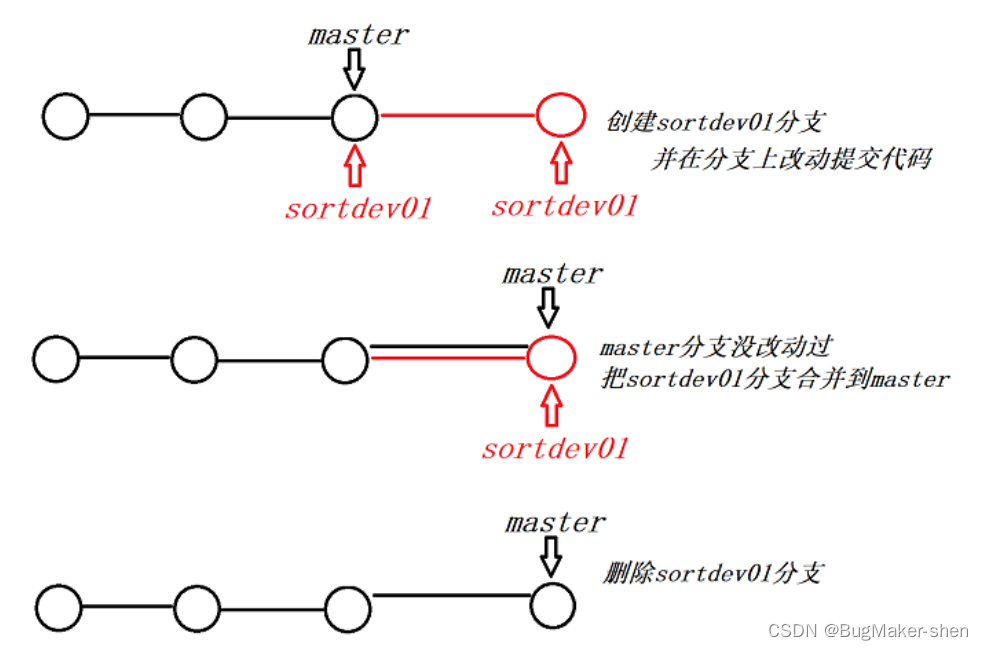 master
创建sortdev01分支
并在分支上改动提交代码
sortdev01
sortdev01
master
master分支没改动过
把sortdev01分支合并到master
sortdev01
master
删除sortdev01分支
CSDN @BugMaker-shen